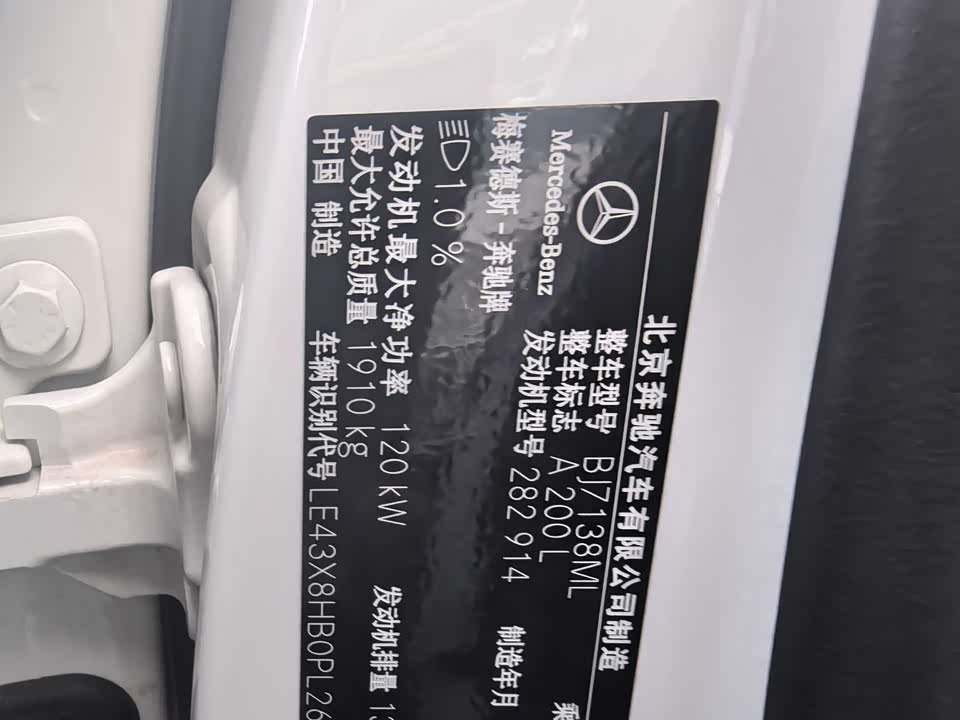 北京奔驰汽车有限公司制造
Mercedes-Benz
整车型号 BJ7138ML
整车标志 A 200 L 乘
梅赛德斯-奔驰牌 发动机型号 282 914 制造年月
1.0 %
发动机最大净功率 120 kW 发动机排量 13
最大允许总质量 1910 kg
中国 制造 车辆识别代号 LE43X8HB0PL26